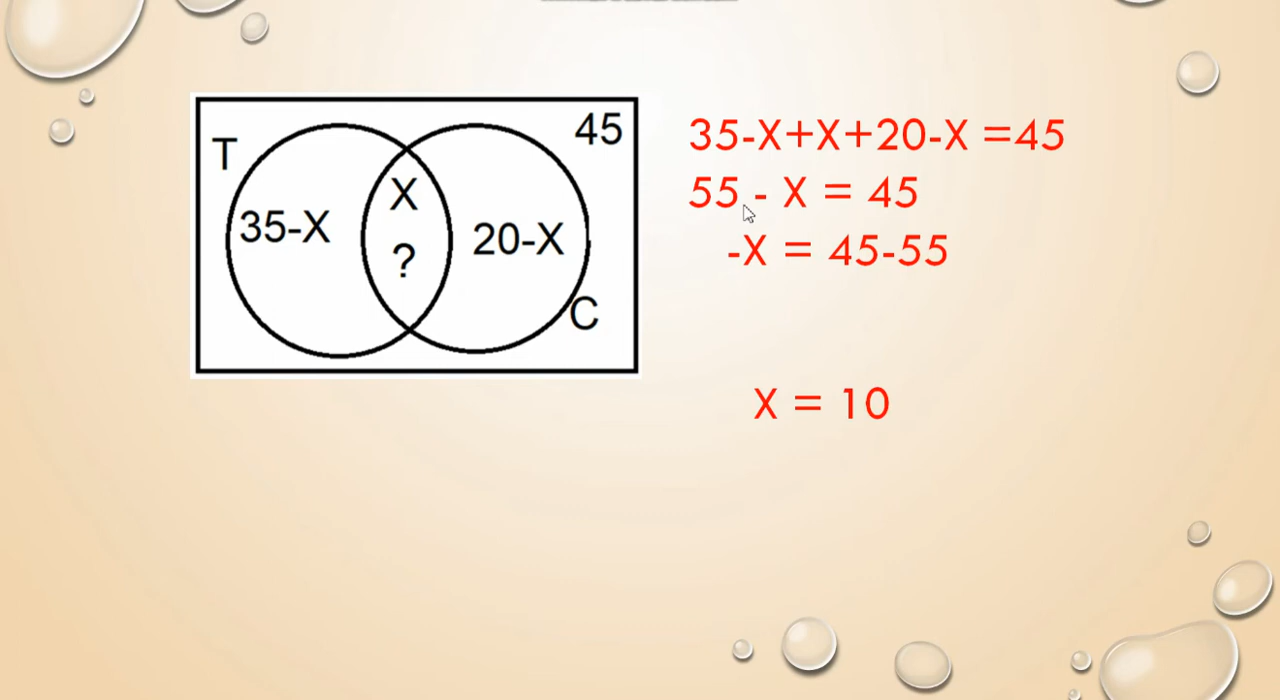 T
45
X
35-X
20-X
?
C
35-X+X+20-X =45
55 - X = 45
-X = 45-55
X = 10